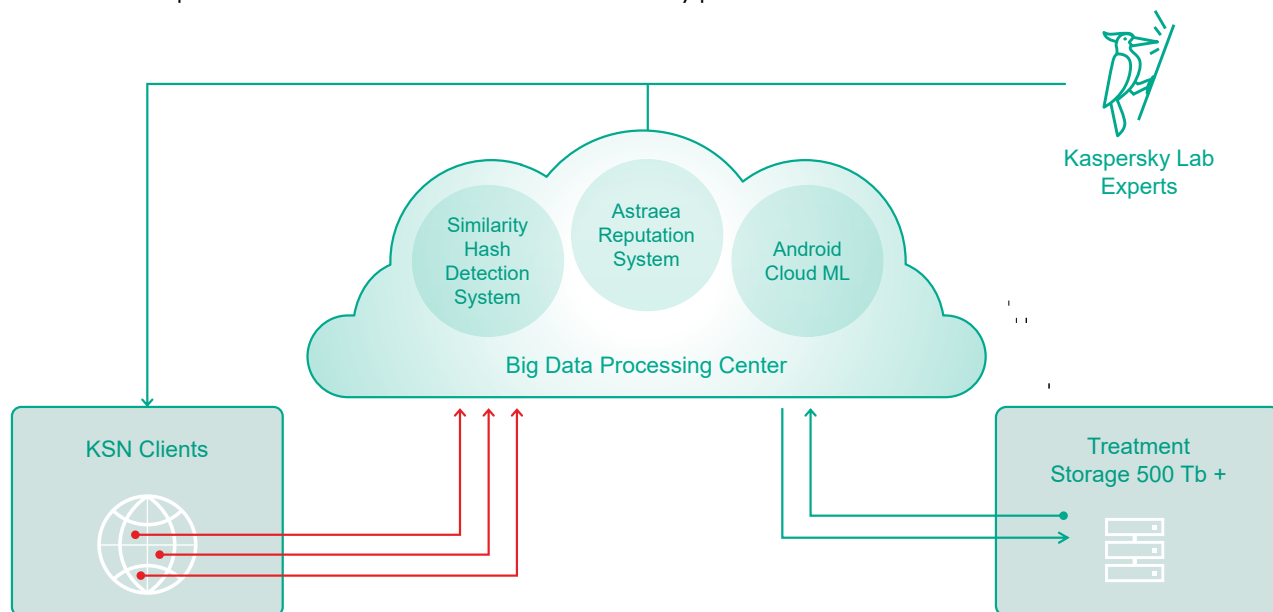 Kaspersky Lab
Experts
Similarity
Hash
Detection
System
Astraea
Reputation
System
Android
Cloud ML
Big Data Processing Center
KSN Clients
Treatment
Storage 500 Tb +